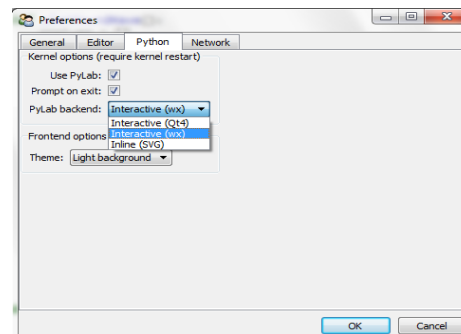 Preferences
General Editor Python Network
Kernel options (require kernel restart)
Use PyLab:
Prompt on exit:
PyLab backend: Interactive (wx)
Interactive (Qt4)
Interactive (wx)
Inline (SVG)
Frontend options
Theme: Light background
OK Cancel